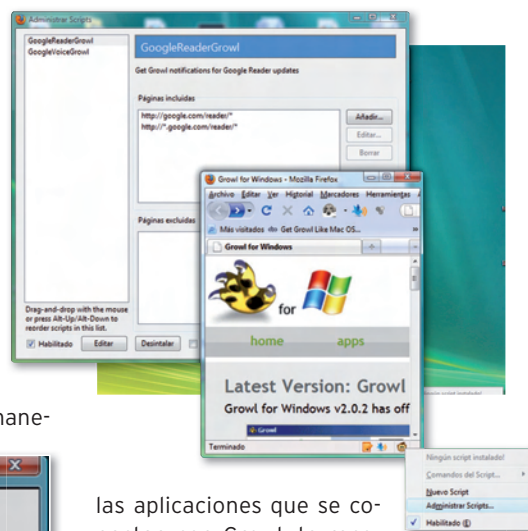 Administrar Scripts
GoogleReaderGrowl
GoogleVoiceGrowl
GoogleReaderGrowl
Get Growl notifications for Google Reader updates
Páginas incluidas
http://google.com/reader/*
http://*.google.com/reader/*
Añadir...
Editar...
Borrar
Páginas excluidas
Drag-and-drop with the mouse
or press Alt-Up/Alt-Down to
reorder scripts in this list.
Habilitado
Editar
Desintalar
Growl for Windows - Mozilla Firefox
Archivo Editar Ver Historial Marcadores Herramientas
Más visitados Get Growl Like Mac OS...
Growl for Windows
for
home
apps
Latest Version: Growl
Growl for Windows v2.0.2 has off
Growl
Terminado
Ningún script instalado!
Comandos del Script...
Nuevo Script
Administrar Scripts...
Habilitado (E)
mane-
las aplicaciones que se co-